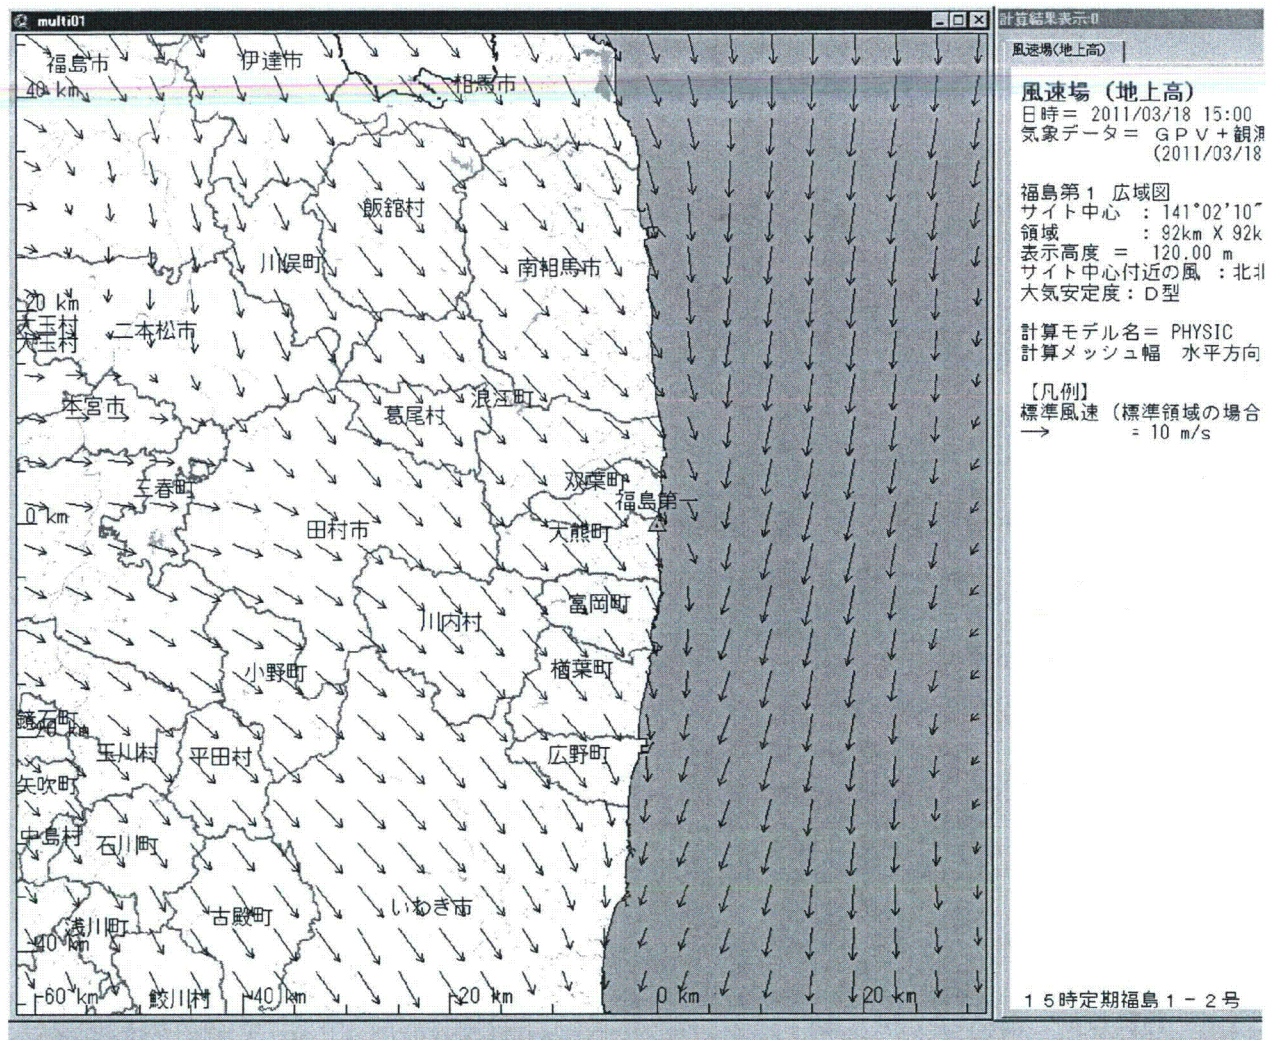 multi01
福島市
伊達市
相馬市
40 km
飯舘村
川俣町
南相馬市
20 km
大玉村
大玉村
二本松市
本宮市
浪江町
葛尾村
双葉町
三春町
福島第一
0 km
田村市
大熊町
富岡町
川内村
小野町
楢葉町
鏡石町
-20 km
玉川村
平田村
広野町
矢吹町
中島村
石川町
いわき市
古殿町
浅川町
-40 km
-60 km
鮫川村
-40 km
-20 km
0 km
20 km
計算結果表示:0
風速場(地上高)
風速場(地上高)
日時= 2011/03/18 15:00
気象データ= GPV+観測
(2011/03/18
福島第1 広域図
サイト中心 : 141°02'10"
領域 : 92km X 92k
表示高度 = 120.00 m
サイト中心付近の風 : 北北
大気安定度:D型
計算モデル名= PHYSIC
計算メッシュ幅 水平方向
【凡例】
標準風速(標準領域の場合
→ = 10 m/s
15時定期福島1-2号